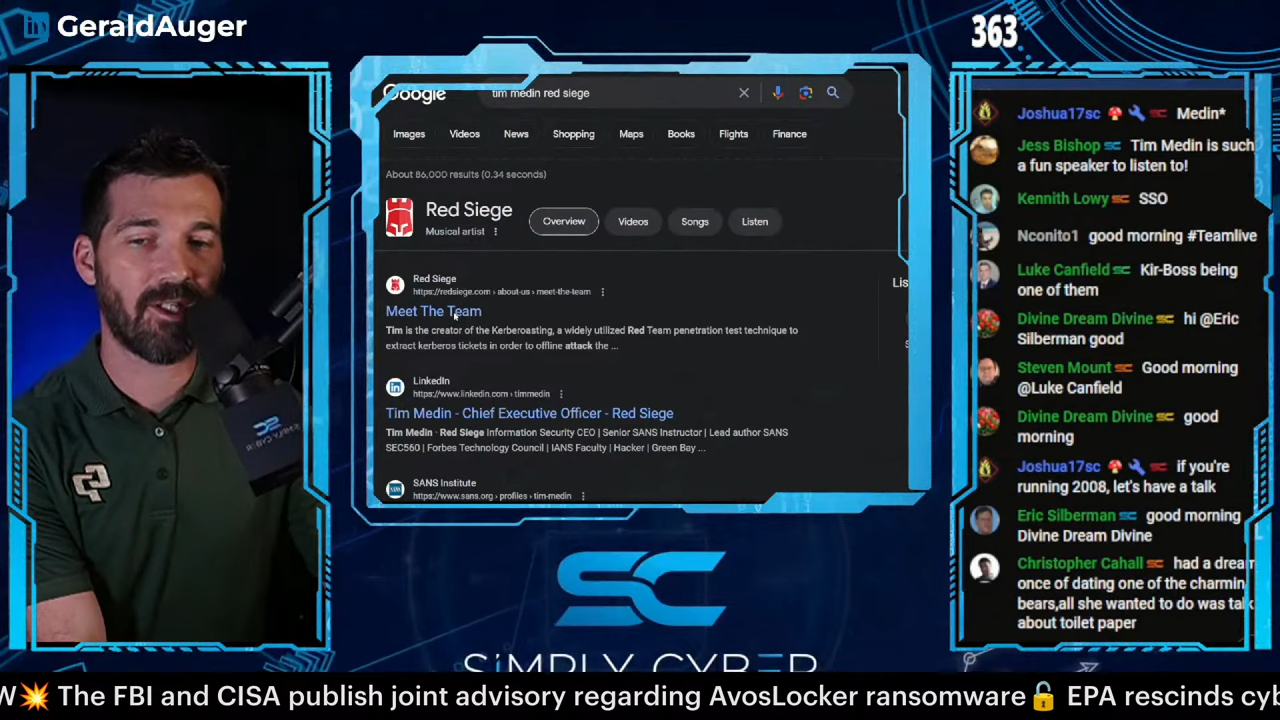 GeraldAuger
363
Google
tim medin red siege
Images Videos News Shopping Maps Books Flights Finance
About 86,000 results (0.34 seconds)
Red Siege
Musical artist
Overview Videos Songs Listen
Red Siege
https://redsiege.com › about-us › meet-the-team
Meet The Team
Tim is the creator of the Kerberoasting, a widely utilized Red Team penetration test technique to
extract kerberos tickets in order to offline attack the ...
Lis
LinkedIn
https://www.linkedin.com › timmedin
Tim Medin - Chief Executive Officer - Red Siege
Tim Medin - Red Siege Information Security CEO | Senior SANS Instructor | Lead author SANS
SEC560 | Forbes Technology Council | IANS Faculty | Hacker | Green Bay ...
SANS Institute
https://www.sans.org › profiles › tim-medin
Joshua17sc Medin*
Jess Bishop Tim Medin is such
a fun speaker to listen to!
Kennith Lowy SSO
Nconito1 good morning #Teamlive
Luke Canfield Kir-Boss being
one of them
Divine Dream Divine hi @Eric
Silberman good
Steven Mount Good morning
@Luke Canfield
Divine Dream Divine good
morning
Joshua17sc if you're
running 2008, let's have a talk
Eric Silberman good morning
Divine Dream Divine
Christopher Cahall had a dream
once of dating one of the charmin
bears,all she wanted to do was talk
about toilet paper
SC
SIMPLY CYBER
SIMPLY CYBER
W💥 The FBI and CISA publish joint advisory regarding AvosLocker ransomware🔓 EPA rescinds cyb